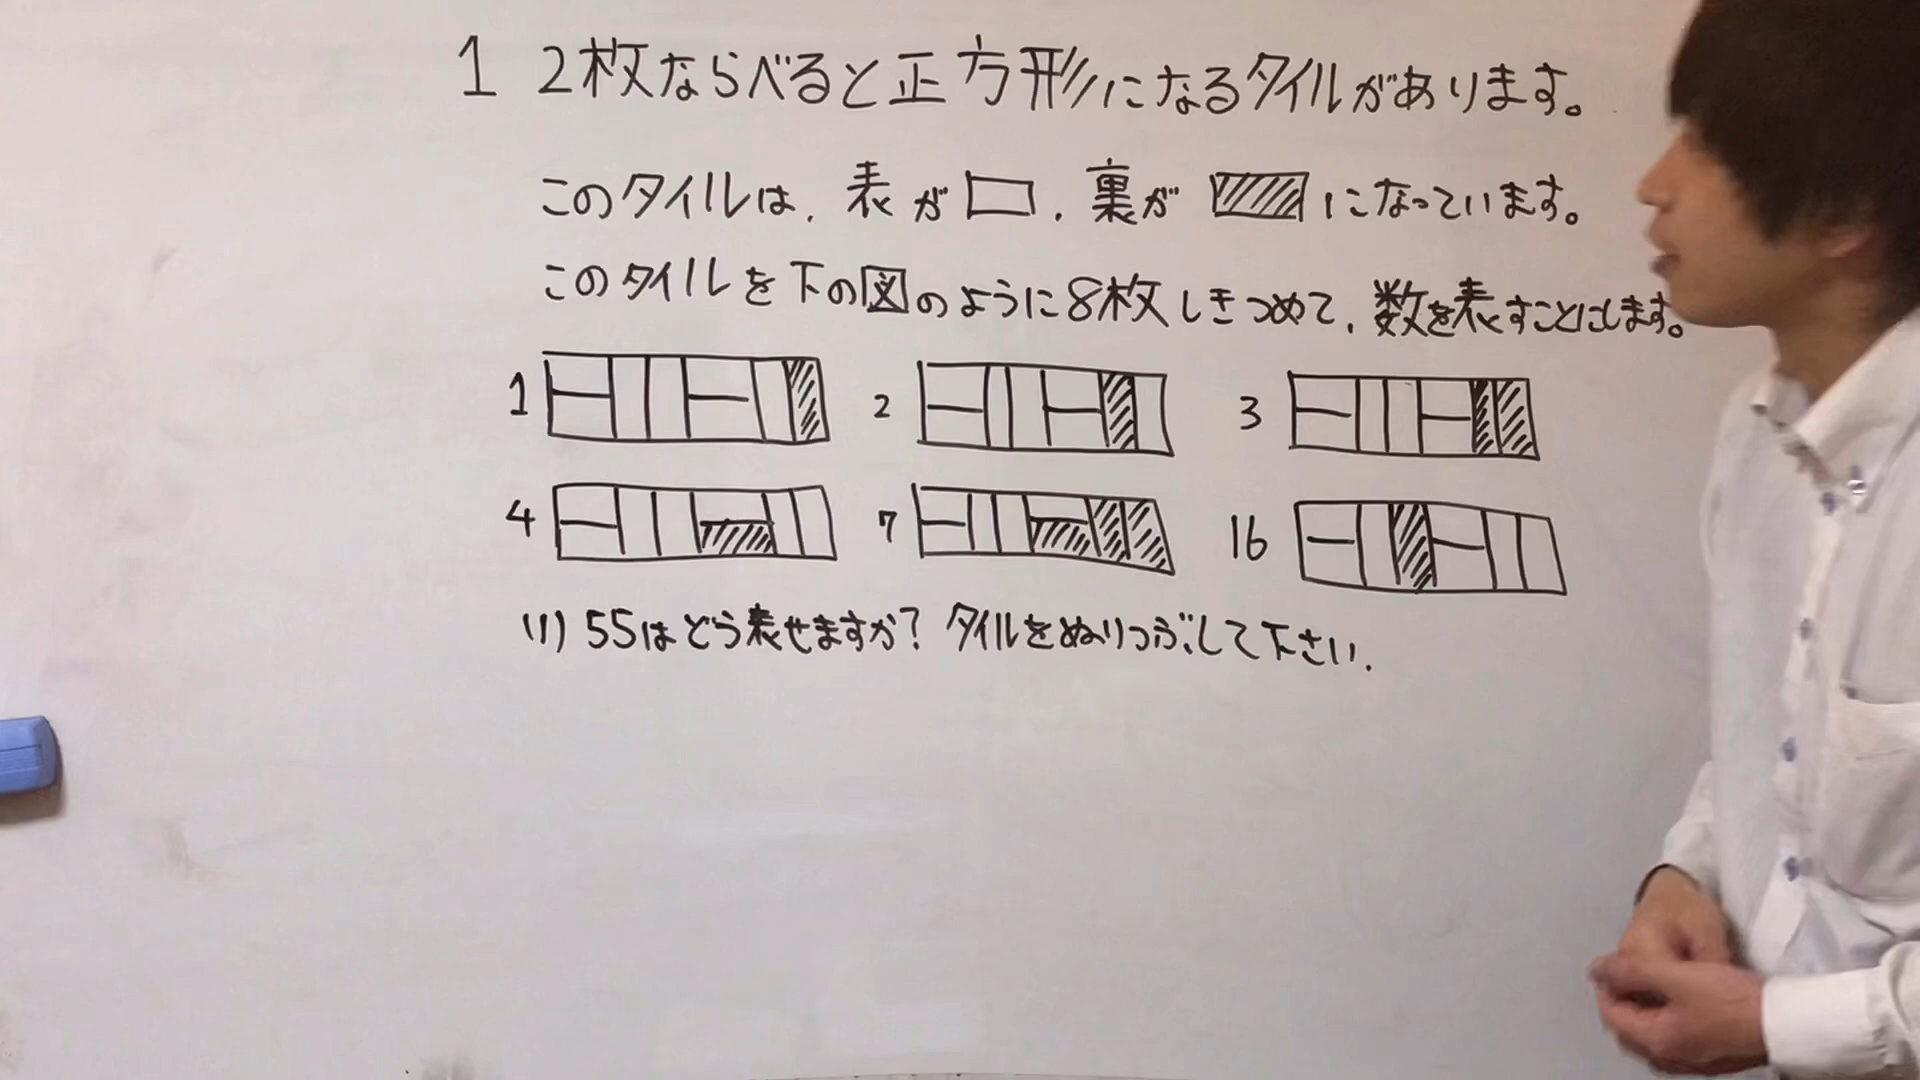 1 2枚ならべると正方形になるタイルがあります。
このタイルは、表が 、裏が になっています。
このタイルを下の図のように8枚しきつめて、数を表すことにします。
1 2 3
4 7 16
(1) 55はどう表せますか? タイルをぬりつぶして下さい.